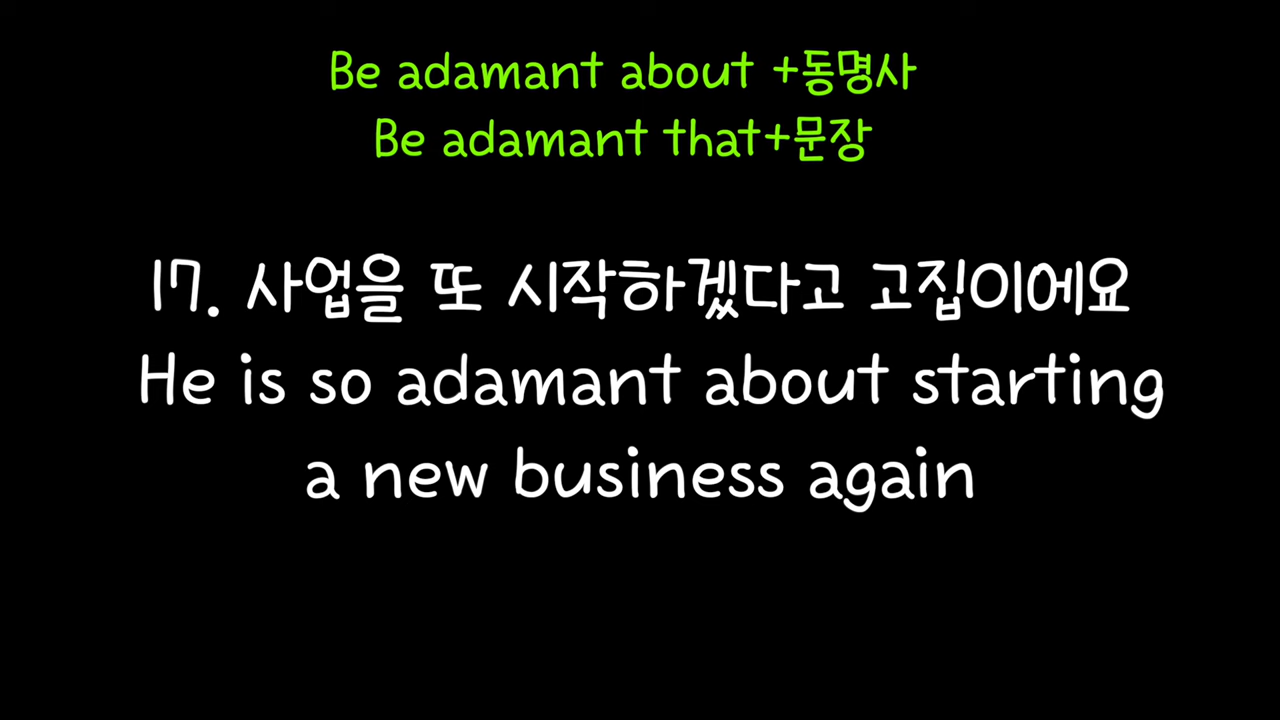 Be adamant about +동명사
Be adamant that+문장
17. 사업을 또 시작하겠다고 고집이에요
He is so adamant about starting
a new business again